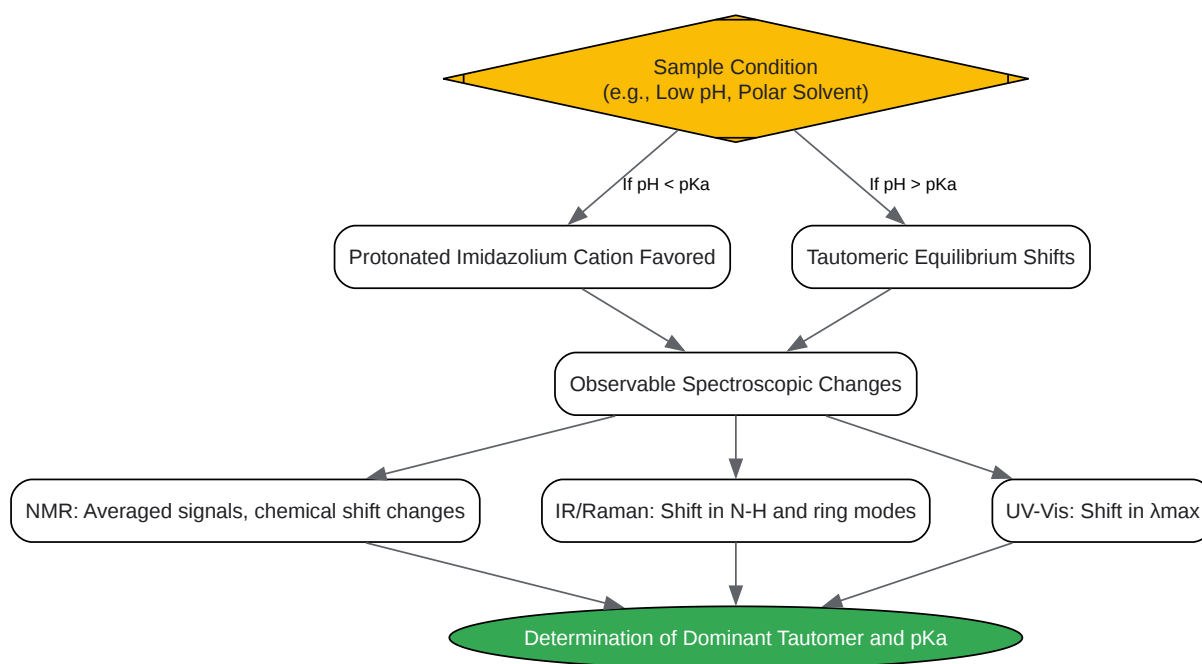 Sample Condition
(e.g., Low pH, Polar Solvent)
If pH < pKa
If pH > pKa
Protonated Imidazolium Cation Favored
Tautomeric Equilibrium Shifts
Observable Spectroscopic Changes
NMR: Averaged signals, chemical shift changes
IR/Raman: Shift in N-H and ring modes
UV-Vis: Shift in λmax
Determination of Dominant Tautomer and pKa